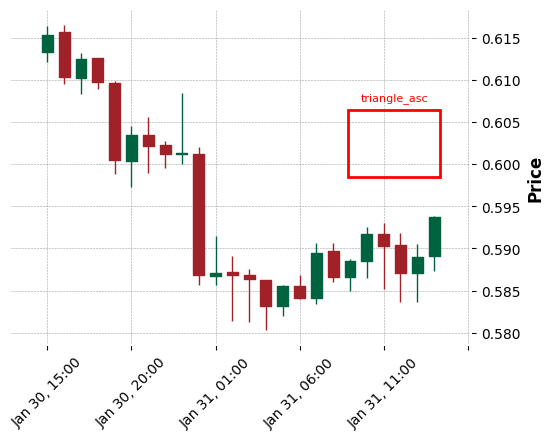 triangle_asc
0.615
0.610
0.605
0.600
0.595
0.590
0.585
0.580
Price
Jan 30, 15:00
Jan 30, 20:00
Jan 31, 01:00
Jan 31, 06:00
Jan 31, 11:00